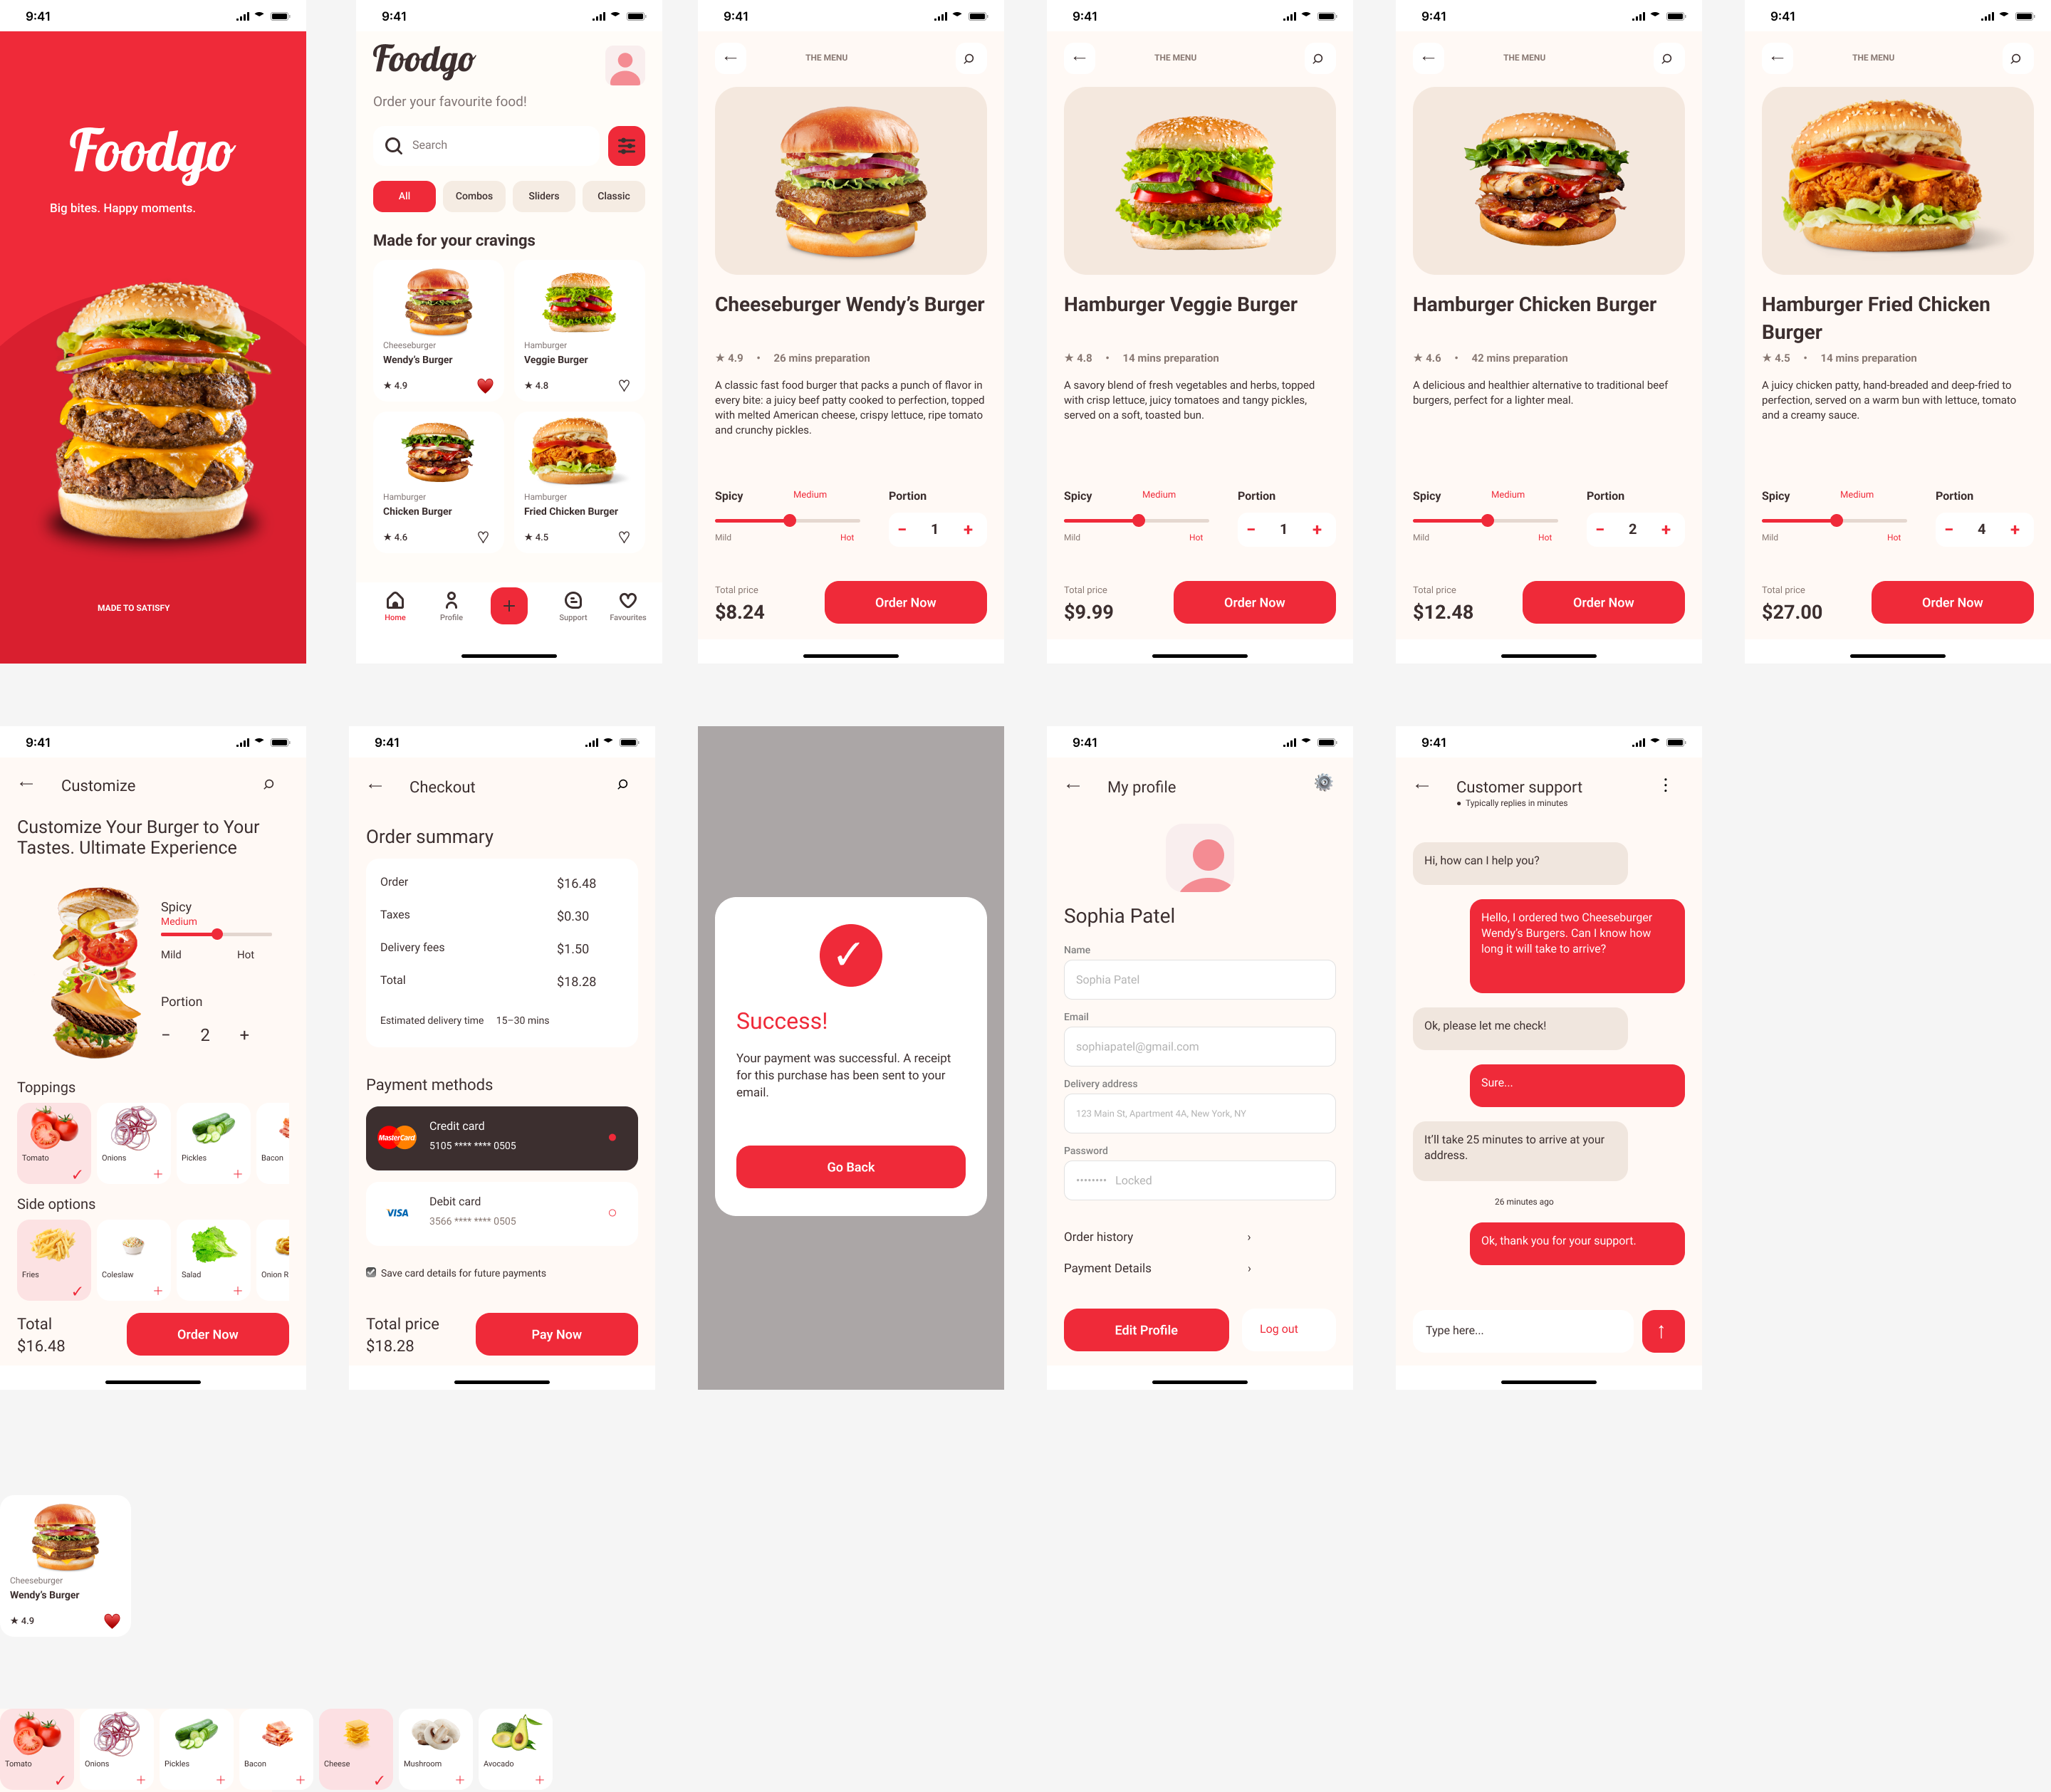 9:41
Foodgo
Big bites. Happy moments.
MADE TO SATISFY
9:41
Foodgo
Order your favourite food!
Search
All
Combos
Sliders
Classic
Made for your cravings
Cheeseburger
Wendy’s Burger
★ 4.9
Hamburger
Veggie Burger
★ 4.8
Hamburger
Chicken Burger
★ 4.6
Hamburger
Fried Chicken Burger
★ 4.5
Home
Profile
+
Support
Favourites
9:41
THE MENU
Cheeseburger Wendy’s Burger
★ 4.9 • 26 mins preparation
A classic fast food burger that packs a punch of flavor in
every bite: a juicy beef patty cooked to perfection, topped
with melted American cheese, crispy lettuce, ripe tomato
and crunchy pickles.
Spicy
Medium
Mild
Hot
Portion
− 1 +
Total price
$8.24
Order Now
9:41
THE MENU
Hamburger Veggie Burger
★ 4.8 • 14 mins preparation
A savory blend of fresh vegetables and herbs, topped
with crisp lettuce, juicy tomatoes and tangy pickles,
served on a soft, toasted bun.
Spicy
Medium
Mild
Hot
Portion
− 1 +
Total price
$9.99
Order Now
9:41
THE MENU
Hamburger Chicken Burger
★ 4.6 • 42 mins preparation
A delicious and healthier alternative to traditional beef
burgers, perfect for a lighter meal.
Spicy
Medium
Mild
Hot
Portion
− 2 +
Total price
$12.48
Order Now
9:41
THE MENU
Hamburger Fried Chicken
Burger
★ 4.5 • 14 mins preparation
A juicy chicken patty, hand-breaded and deep-fried to
perfection, served on a warm bun with lettuce, tomato
and a creamy sauce.
Spicy
Medium
Mild
Hot
Portion
− 4 +
Total price
$27.00
Order Now
9:41
Customize
Customize Your Burger to Your
Tastes. Ultimate Experience
Spicy
Medium
Mild
Hot
Portion
− 2 +
Toppings
Tomato
Onions
Pickles
Bacon
Side options
Fries
Coleslaw
Salad
Onion R
Total
$16.48
Order Now
9:41
Checkout
Order summary
Order $16.48
Taxes $0.30
Delivery fees $1.50
Total $18.28
Estimated delivery time 15–30 mins
Payment methods
MasterCard
Credit card
5105 **** **** 0505
VISA
Debit card
3566 **** **** 0505
Save card details for future payments
Total price
$18.28
Pay Now
Success!
Your payment was successful. A receipt
for this purchase has been sent to your
email.
Go Back
9:41
My profile
Sophia Patel
Name
Sophia Patel
Email
sophiapatel@gmail.com
Delivery address
123 Main St, Apartment 4A, New York, NY
Password
•••••••• Locked
Order history ›
Payment Details ›
Edit Profile
Log out
9:41
Customer support
● Typically replies in minutes
Hi, how can I help you?
Hello, I ordered two Cheeseburger
Wendy’s Burgers. Can I know how
long it will take to arrive?
Ok, please let me check!
Sure...
It’ll take 25 minutes to arrive at your
address.
26 minutes ago
Ok, thank you for your support.
Type here...
Cheeseburger
Wendy’s Burger
★ 4.9
Tomato
Onions
Pickles
Bacon
Cheese
Mushroom
Avocado